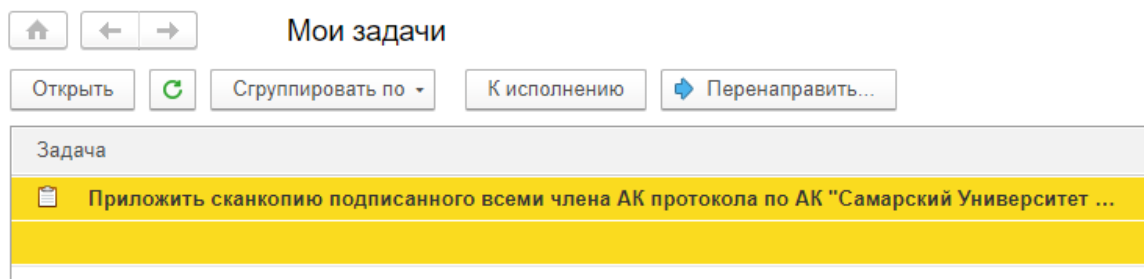 Мои задачи
Открыть Сгруппировать по К исполнению Перенаправить...
Задача
Приложить сканкопию подписанного всеми члена АК протокола по АК "Самарский Университет ...